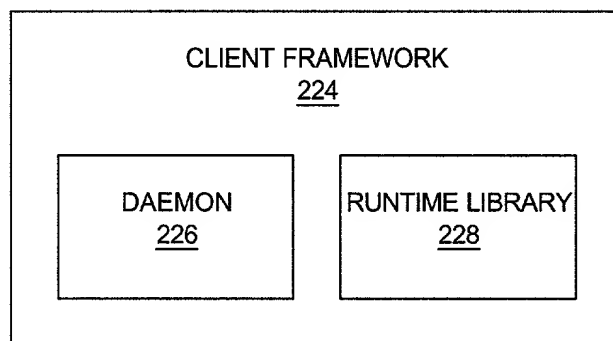 CLIENT FRAMEWORK
224
DAEMON
226
RUNTIME LIBRARY
228